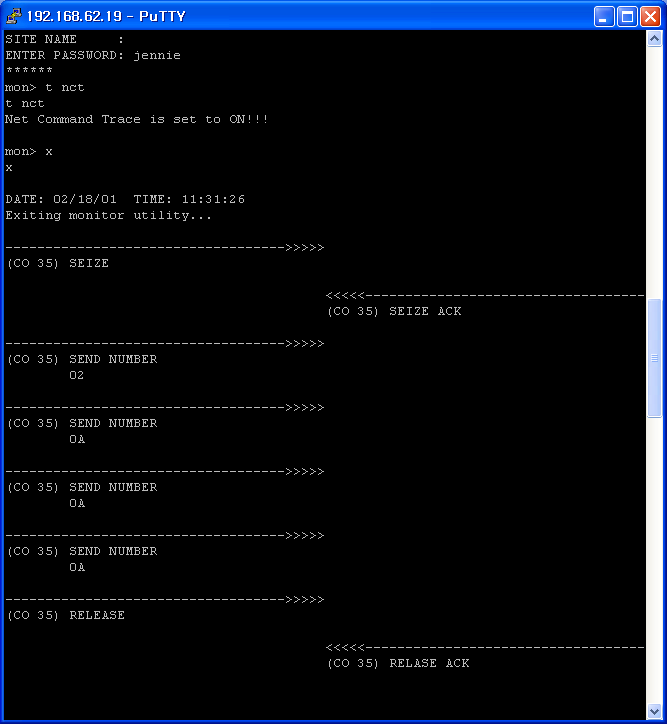 192.168.62.19 - PuTTY
SITE NAME     :
ENTER PASSWORD: jennie
******
mon> t nct
t nct
Net Command Trace is set to ON!!!
mon> x
x
DATE: 02/18/01  TIME: 11:31:26
Exiting monitor utility...
----------------------------------->>>>>
(CO 35) SEIZE
<<<<<-----------------------------------
(CO 35) SEIZE ACK
----------------------------------->>>>>
(CO 35) SEND NUMBER
02
----------------------------------->>>>>
(CO 35) SEND NUMBER
0A
----------------------------------->>>>>
(CO 35) SEND NUMBER
0A
----------------------------------->>>>>
(CO 35) SEND NUMBER
0A
----------------------------------->>>>>
(CO 35) RELEASE
<<<<<-----------------------------------
(CO 35) RELASE ACK